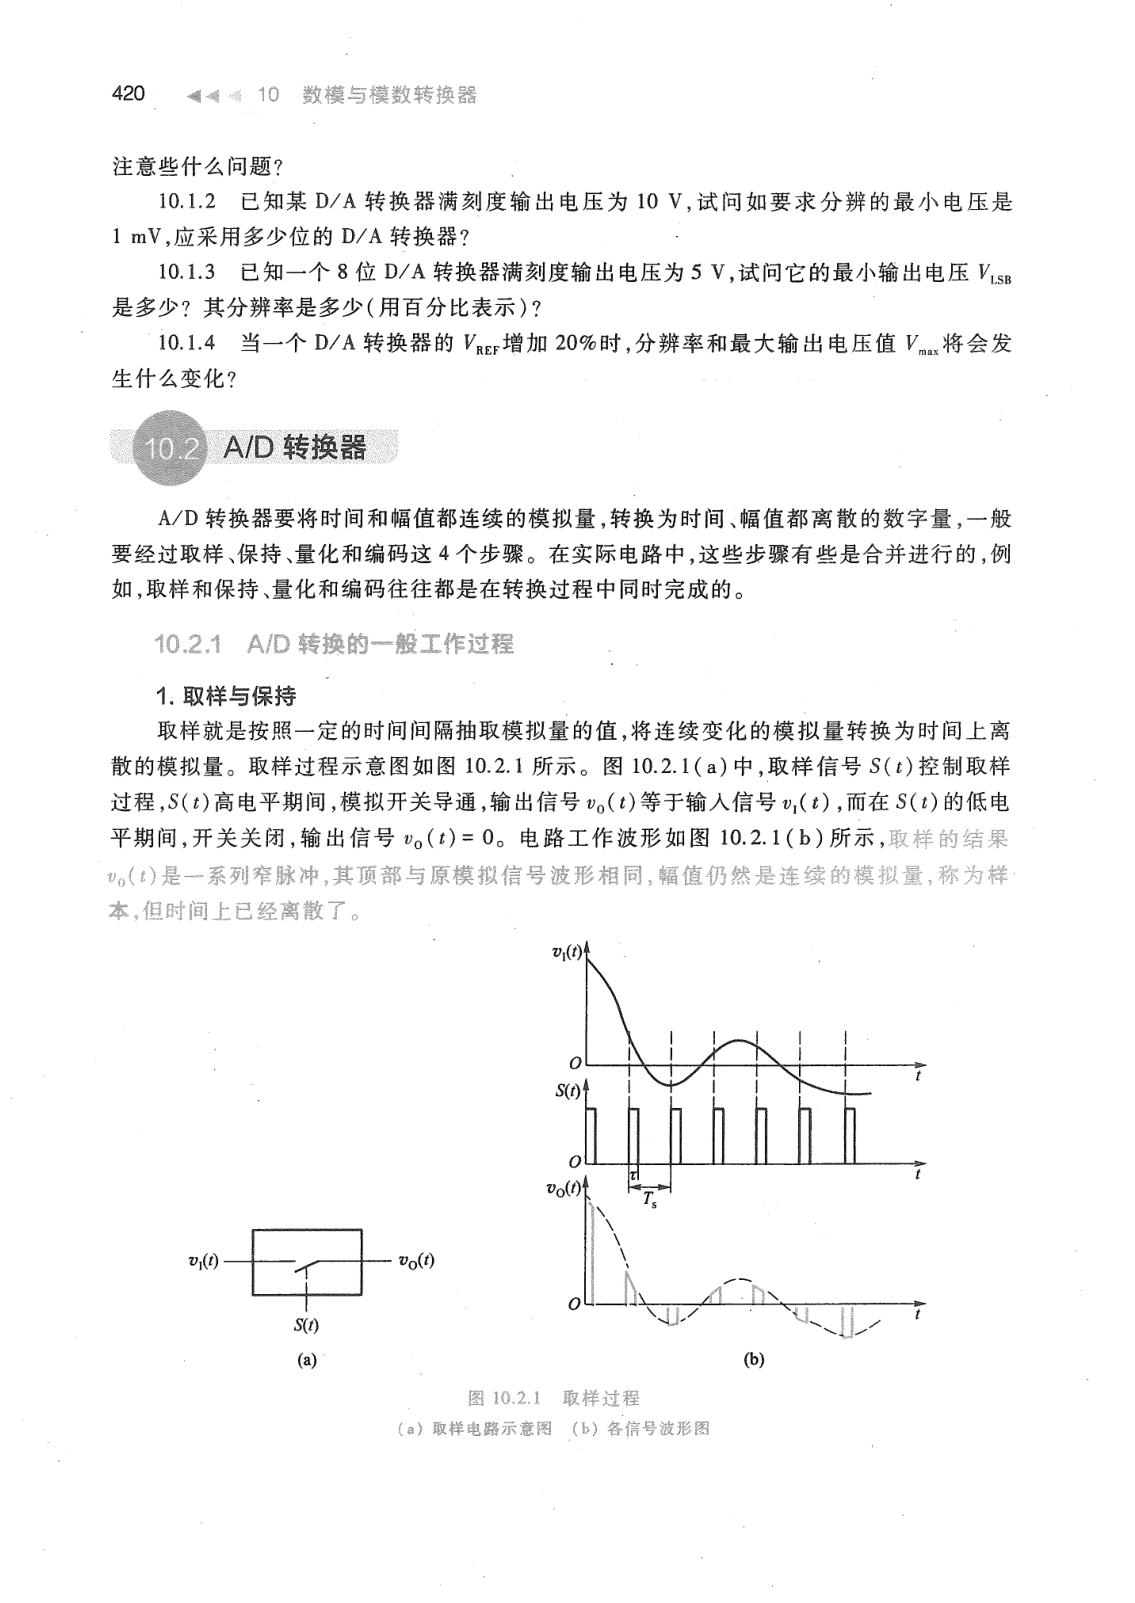 420 10 数模与模数转换器
注意些什么问题?
10.1.2 已知某 D/A 转换器满刻度输出电压为 10 V,试问如要求分辨的最小电压是
1 mV,应采用多少位的 D/A 转换器?
10.1.3 已知一个 8 位 D/A 转换器满刻度输出电压为 5 V,试问它的最小输出电压 V_LSB
是多少? 其分辨率是多少(用百分比表示)?
10.1.4 当一个 D/A 转换器的 V_REF增加 20%时,分辨率和最大输出电压值 V_max将会发
生什么变化?
10.2 A/D 转换器
A/D 转换器要将时间和幅值都连续的模拟量,转换为时间、幅值都离散的数字量,一般
要经过取样、保持、量化和编码这 4 个步骤。在实际电路中,这些步骤有些是合并进行的,例
如,取样和保持、量化和编码往往都是在转换过程中同时完成的。
10.2.1 A/D 转换的一般工作过程
1. 取样与保持
取样就是按照一定的时间间隔抽取模拟量的值,将连续变化的模拟量转换为时间上离
散的模拟量。取样过程示意图如图 10.2.1 所示。图 10.2.1(a)中,取样信号 S(t)控制取样
过程,S(t)高电平期间,模拟开关导通,输出信号 v_O(t)等于输入信号 v_I(t),而在 S(t)的低电
平期间,开关关闭,输出信号 v_O(t)= 0。电路工作波形如图 10.2.1(b)所示,取样的结果
v_O(t)是一系列窄脉冲,其顶部与原模拟信号波形相同,幅值仍然是连续的模拟量,称为样
本,但时间上已经离散了。
v_I(t)
O
t
S(t)
O
t
τ
T_s
v_O(t)
O
t
v_I(t)
v_O(t)
S(t)
(a)
(b)
图 10.2.1 取样过程
(a) 取样电路示意图 (b) 各信号波形图